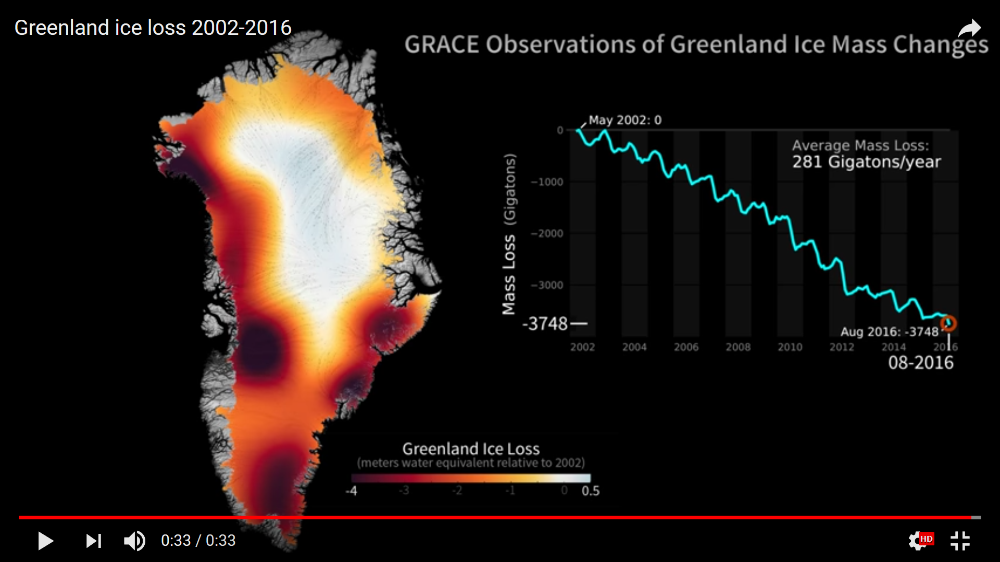 Greenland ice loss 2002-2016
GRACE Observations of Greenland Ice Mass Changes
May 2002: 0
0
Average Mass Loss:
281 Gigatons/year
−1000
−2000
−3000
Mass Loss (Gigatons)
-3748
Aug 2016: -3748
2002 2004 2006 2008 2010 2012 2014 2016
08-2016
Greenland Ice Loss
(meters water equivalent relative to 2002)
-4 -3 -2 -1 0 0.5
0:33 / 0:33
HD